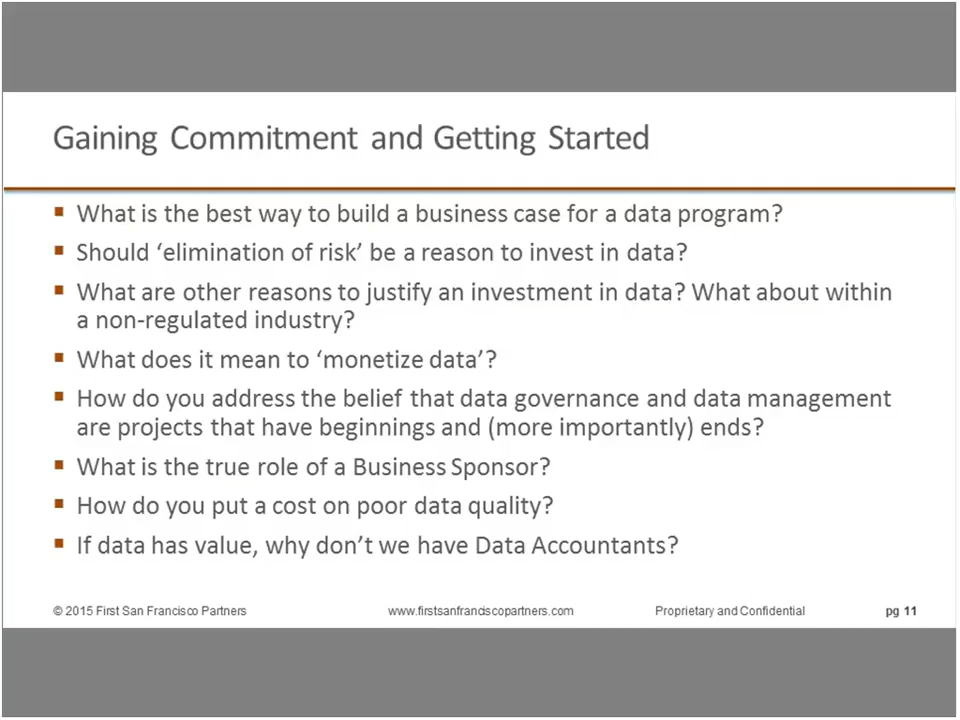 Gaining Commitment and Getting Started
▪ What is the best way to build a business case for a data program?
▪ Should ‘elimination of risk’ be a reason to invest in data?
▪ What are other reasons to justify an investment in data? What about within
a non-regulated industry?
▪ What does it mean to ‘monetize data’?
▪ How do you address the belief that data governance and data management
are projects that have beginnings and (more importantly) ends?
▪ What is the true role of a Business Sponsor?
▪ How do you put a cost on poor data quality?
▪ If data has value, why don’t we have Data Accountants?
© 2015 First San Francisco Partners www.firstsanfranciscopartners.com Proprietary and Confidential pg 11